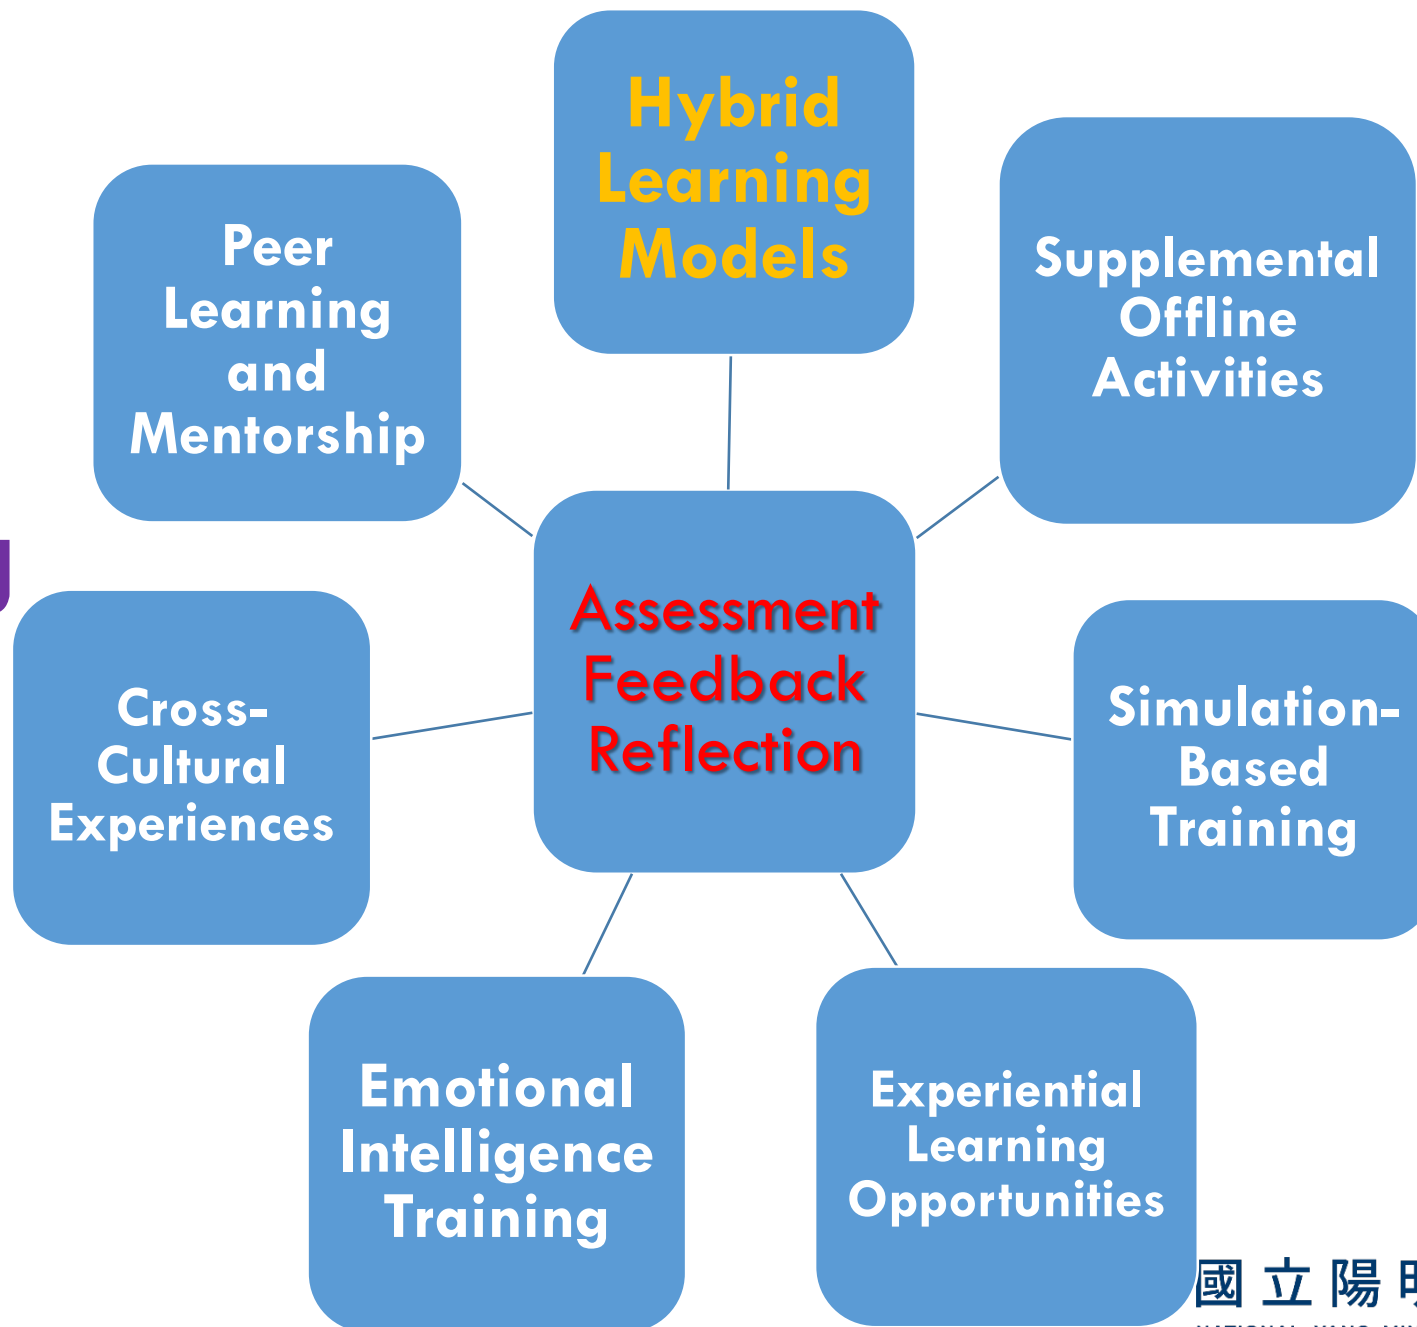 Hybrid
Learning
Models
Peer
Learning
and
Mentorship
Supplemental
Offline
Activities
Assessment
Feedback
Reflection
Cross-
Cultural
Experiences
Simulation-
Based
Training
Emotional
Intelligence
Training
Experiential
Learning
Opportunities
國立陽